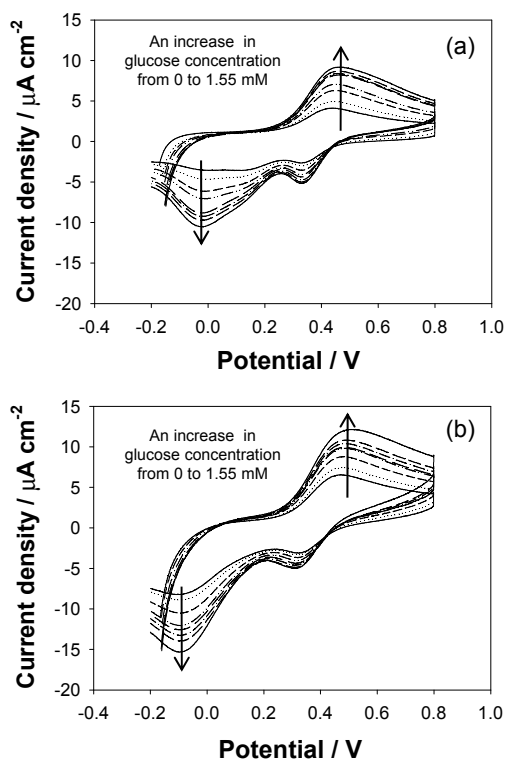 (a)
An increase in
glucose concentration
from 0 to 1.55 mM
Current density / μA cm-2
15
10
5
0
-5
-10
-15
-20
-0.4 -0.2 0.0 0.2 0.4 0.6 0.8 1.0
Potential / V
(b)
An increase in
glucose concentration
from 0 to 1.55 mM
Current density / μA cm-2
15
10
5
0
-5
-10
-15
-20
-0.4 -0.2 0.0 0.2 0.4 0.6 0.8 1.0
Potential / V